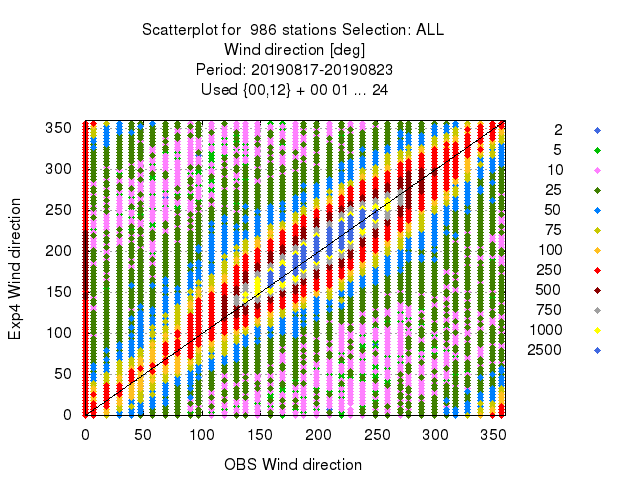 Scatterplot for  986 stations Selection: ALL
Wind direction [deg]
Period: 20190817-20190823
Used {00,12} + 00 01 ... 24
Exp4 Wind direction
350
300
250
200
150
100
50
0
0 50 100 150 200 250 300 350
OBS Wind direction
2
5
10
25
50
75
100
250
500
750
1000
2500